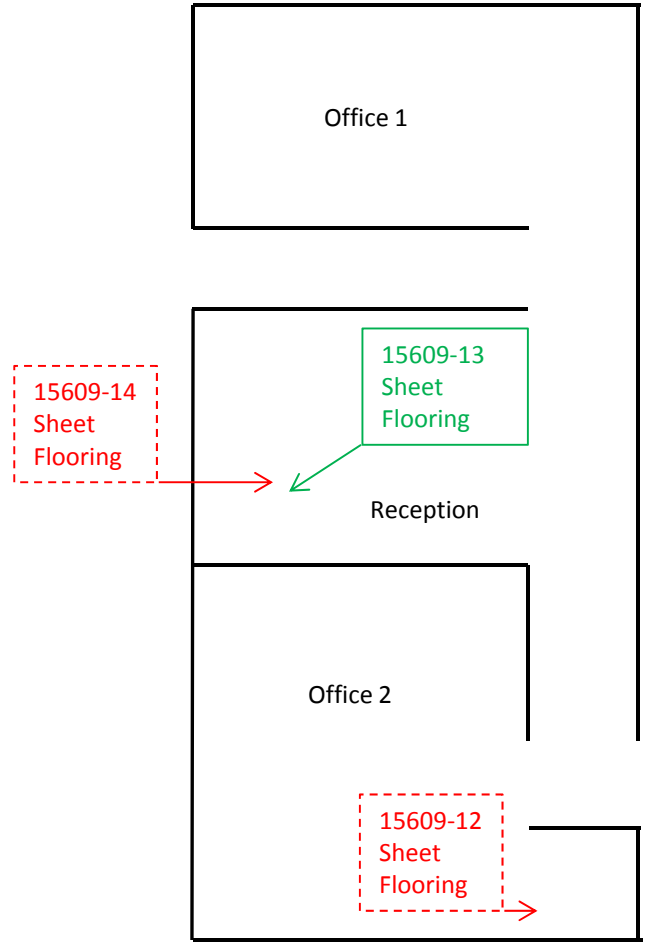 Office 1
15609-13
Sheet
Flooring
15609-14
Sheet
Flooring
Reception
Office 2
15609-12
Sheet
Flooring